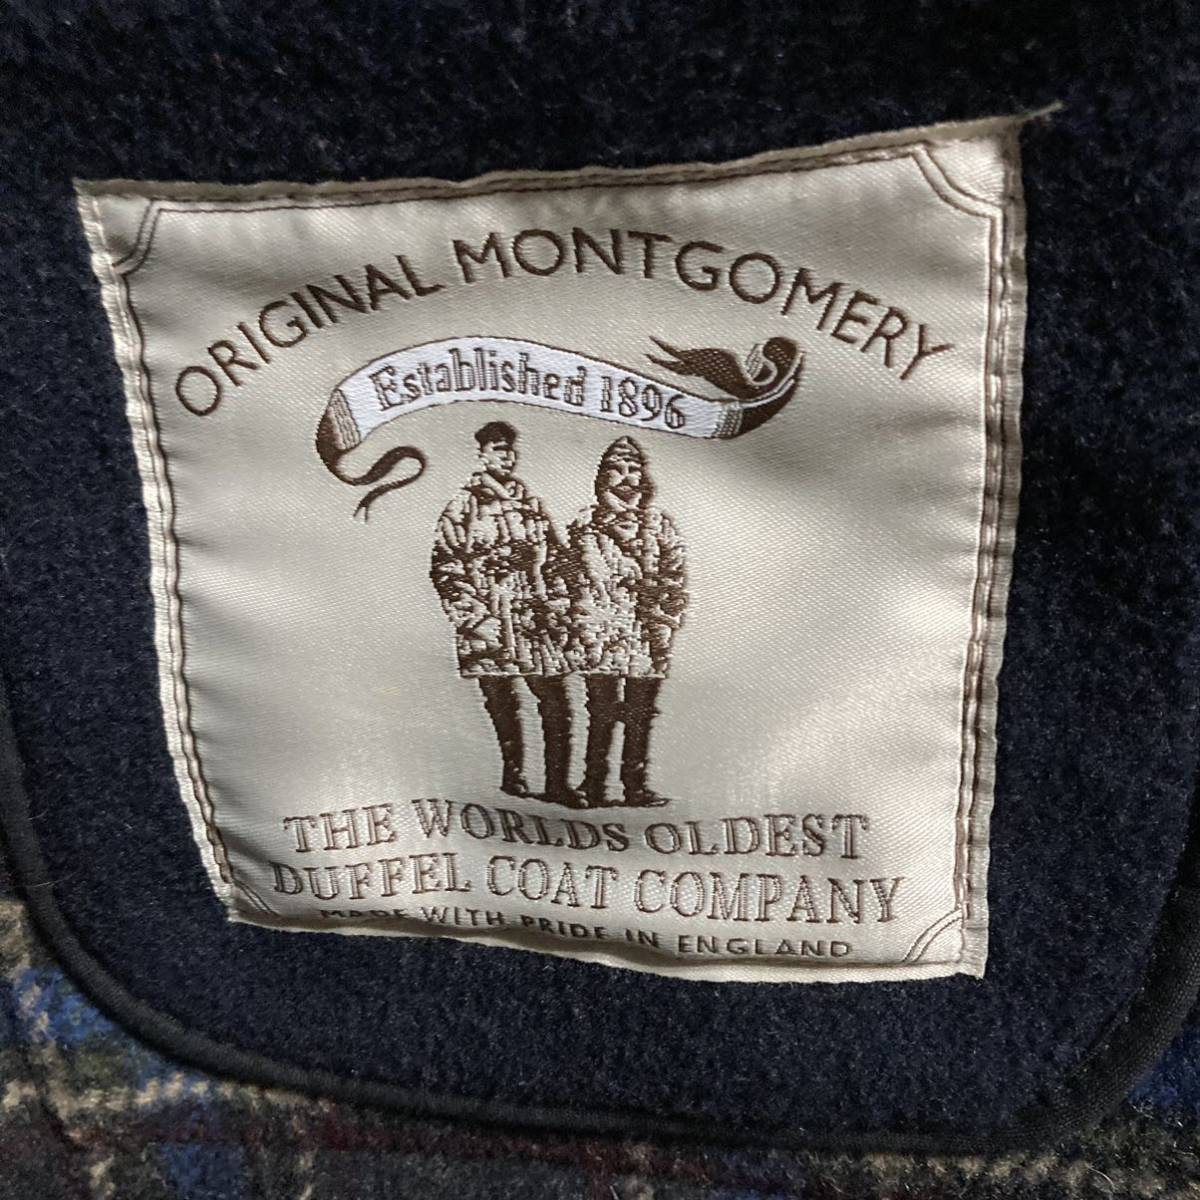 ORIGINAL MONTGOMERY
Established 1896
THE WORLDS OLDEST
DUFFEL COAT COMPANY
MADE WITH PRIDE IN ENGLAND